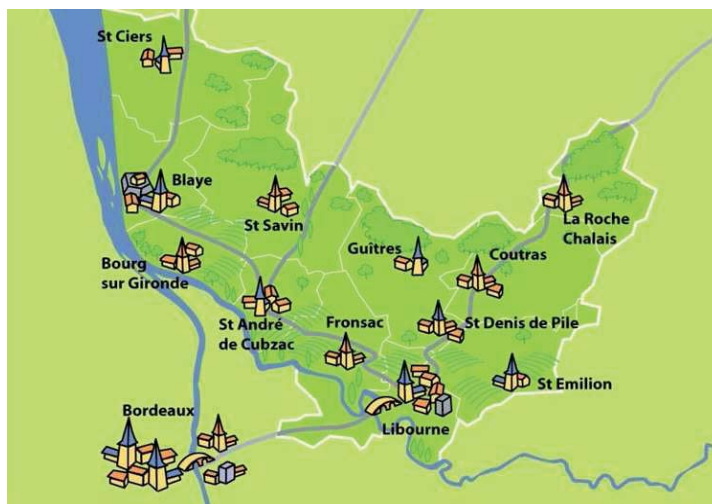 St Ciers
Blaye
St Savin
La Roche
Chalais
Guîtres
Coutras
Bourg
sur Gironde
St André
de Cubzac
Fronsac
St Denis de Pile
St Emilion
Bordeaux
Libourne